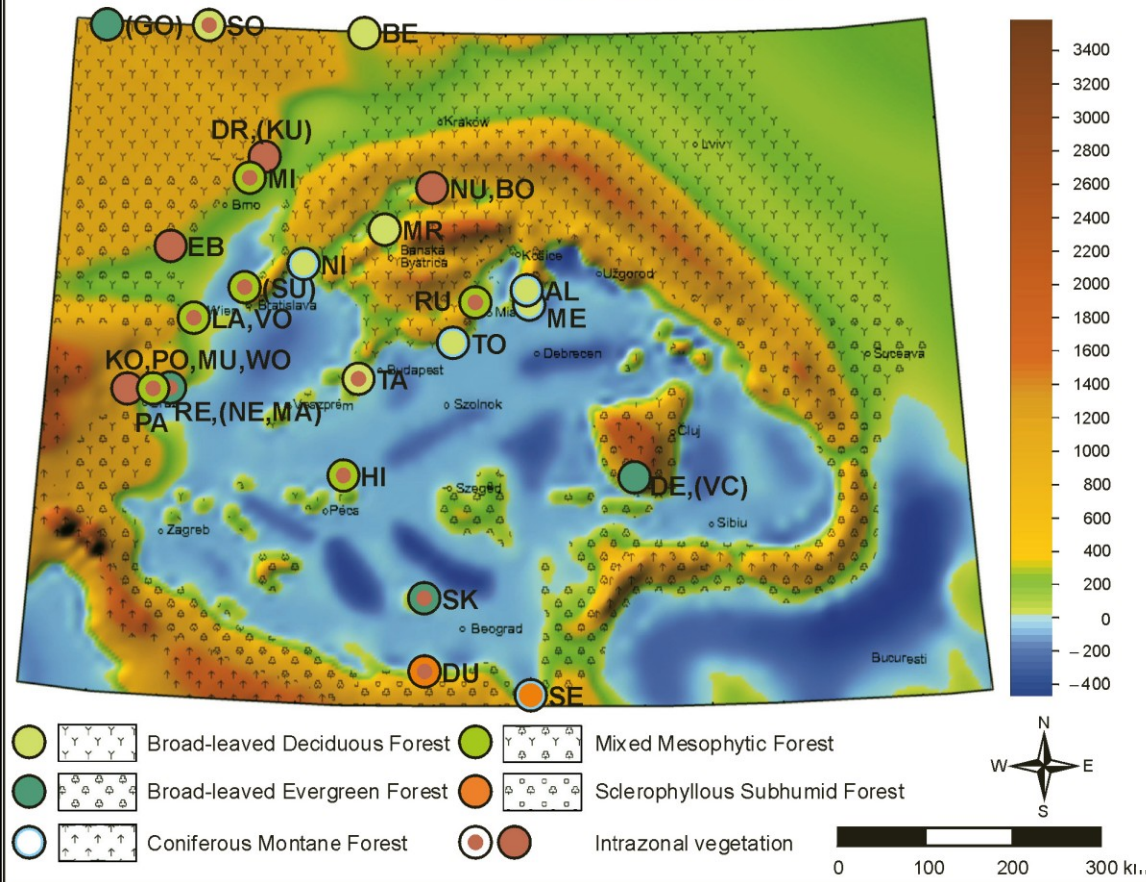 (GO)
SO
BE
3400
3200
3000
2800
2600
2400
2200
2000
1800
1600
1400
1200
1000
800
600
400
200
0
−200
−400
Kraków
Lviv
DR,(KU)
MI
NU,BO
Brno
MR
EB
Banská
Bystrica
Košice
NI
Užgorod
(SU)
Bratislava
RU
AL
Wien
LA,VO
ME
TO
KO,PO,MU,WO
Debrecen
Suceava
Budapest
TA
Veszprém
Szolnok
RE,(NE,MA)
PA
Cluj
HI
Szeged
DE,(VC)
Pécs
Zagreb
Sibiu
SK
Beograd
Bucuresti
DU
SE
Broad-leaved Deciduous Forest
Mixed Mesophytic Forest
Broad-leaved Evergreen Forest
Sclerophyllous Subhumid Forest
Coniferous Montane Forest
Intrazonal vegetation
N
W
E
S
0 100 200 300 km